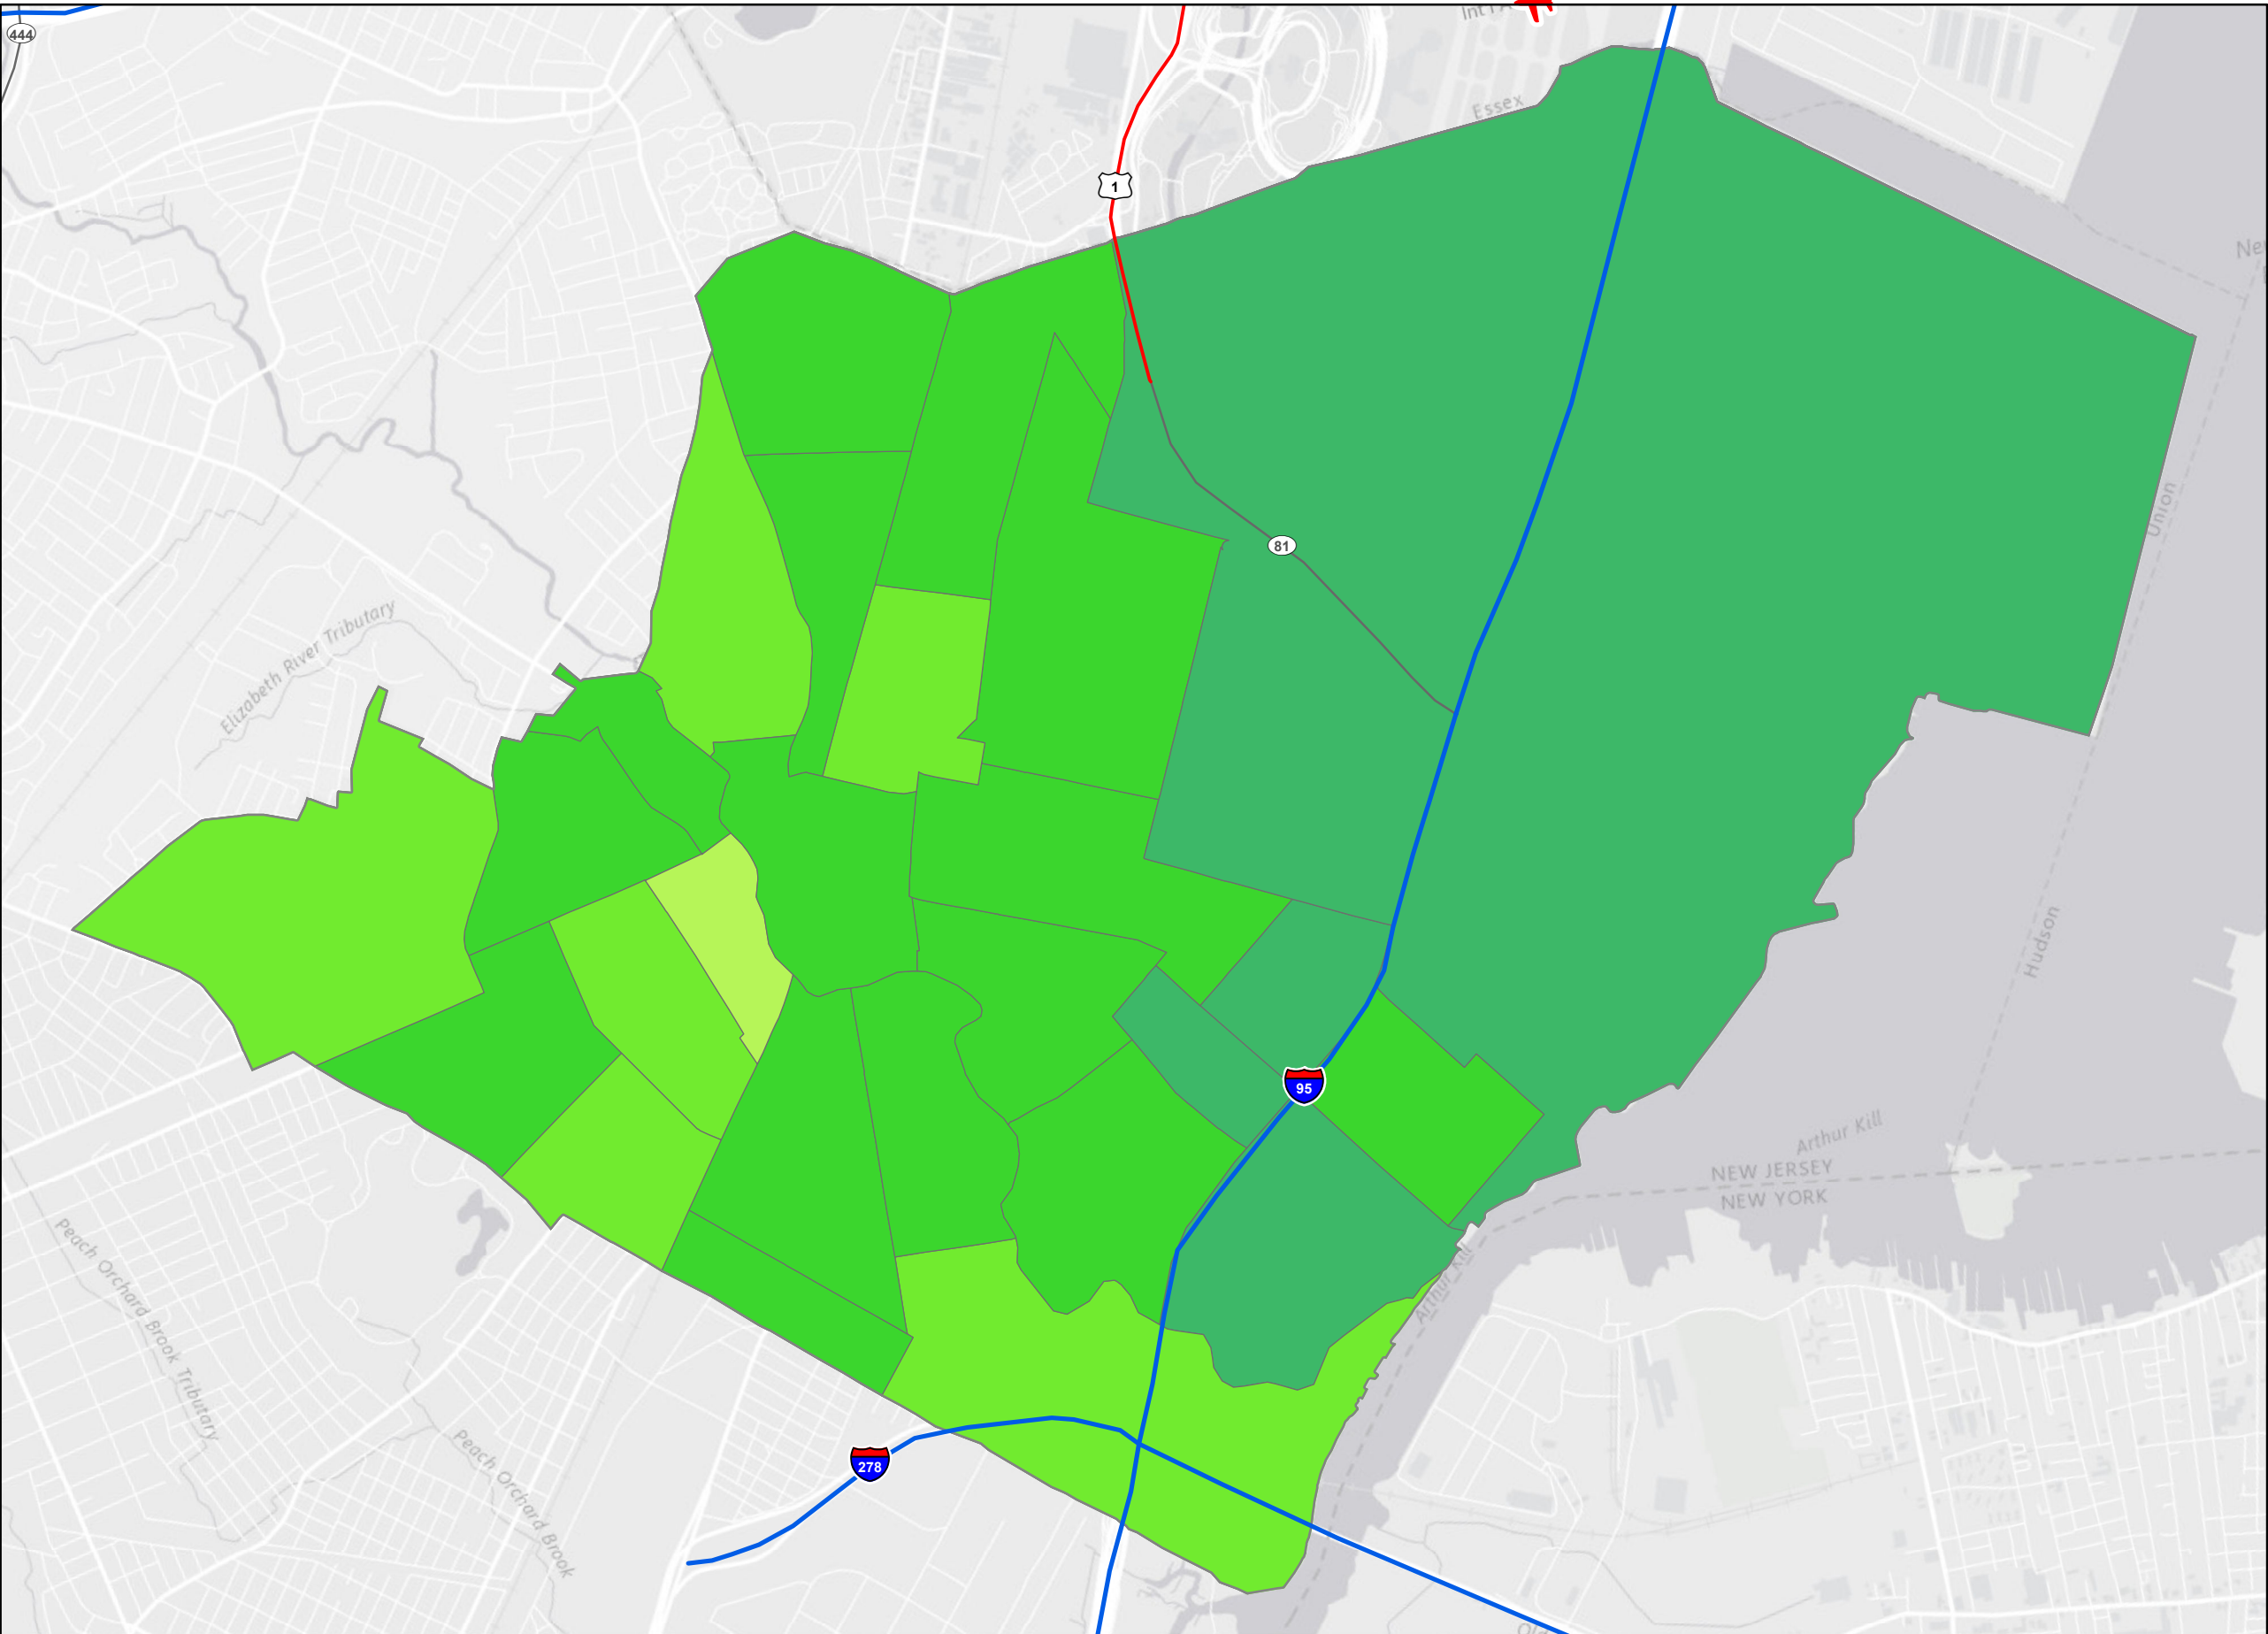 444
Essex
1
Union
81
Elizabeth River Tributary
Hudson
95
Arthur Kill
NEW JERSEY
NEW YORK
Arthur Kill
Peach Orchard Brook Tributary
Peach Orchard Brook
278